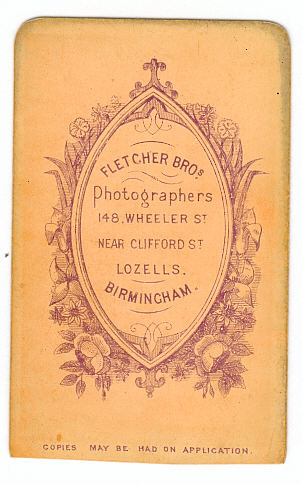 FLETCHER BROS
Photographers
148, WHEELER ST
NEAR CLIFFORD ST
LOZELLS.
BIRMINGHAM.
COPIES MAY BE HAD ON APPLICATION.